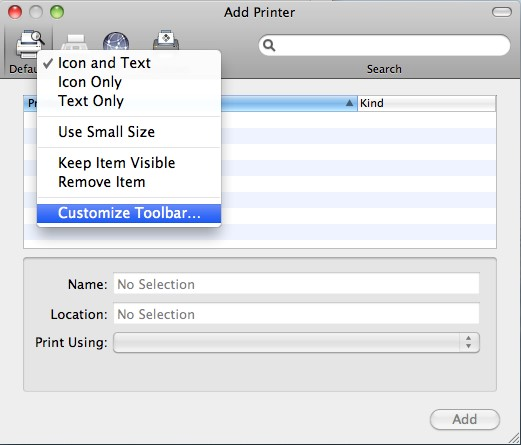 Add Printer
Defau
Search
Icon and Text
Icon Only
Text Only
Use Small Size
Keep Item Visible
Remove Item
Customize Toolbar...
Kind
Name: No Selection
Location: No Selection
Print Using:
Add